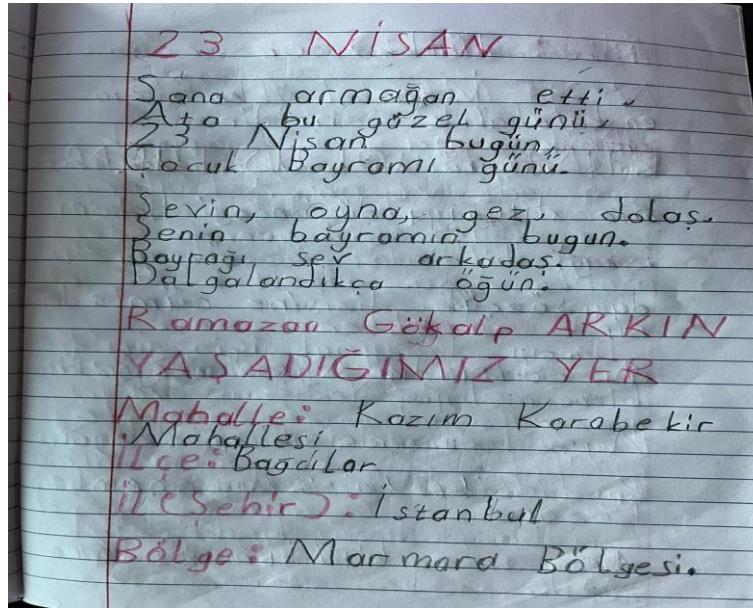 23 NİSAN
Sana armağan etti,
Ata bu güzel günü,
23 Nisan bugün,
Çocuk Bayramı günü.
Sevin, oyna, gez, dolaş.
Senin bayramın bugun.
Bayrağı sev arkadaş.
Dalgalandıkça öğün.
Ramazan Gökalp ARKIN
YAŞADIĞIMIZ YER
Mahalle: Kazım Karabekir
Mahallesi
İlçe: Bağcılar
İl (Şehir): İstanbul
Bölge: Marmara Bölgesi.